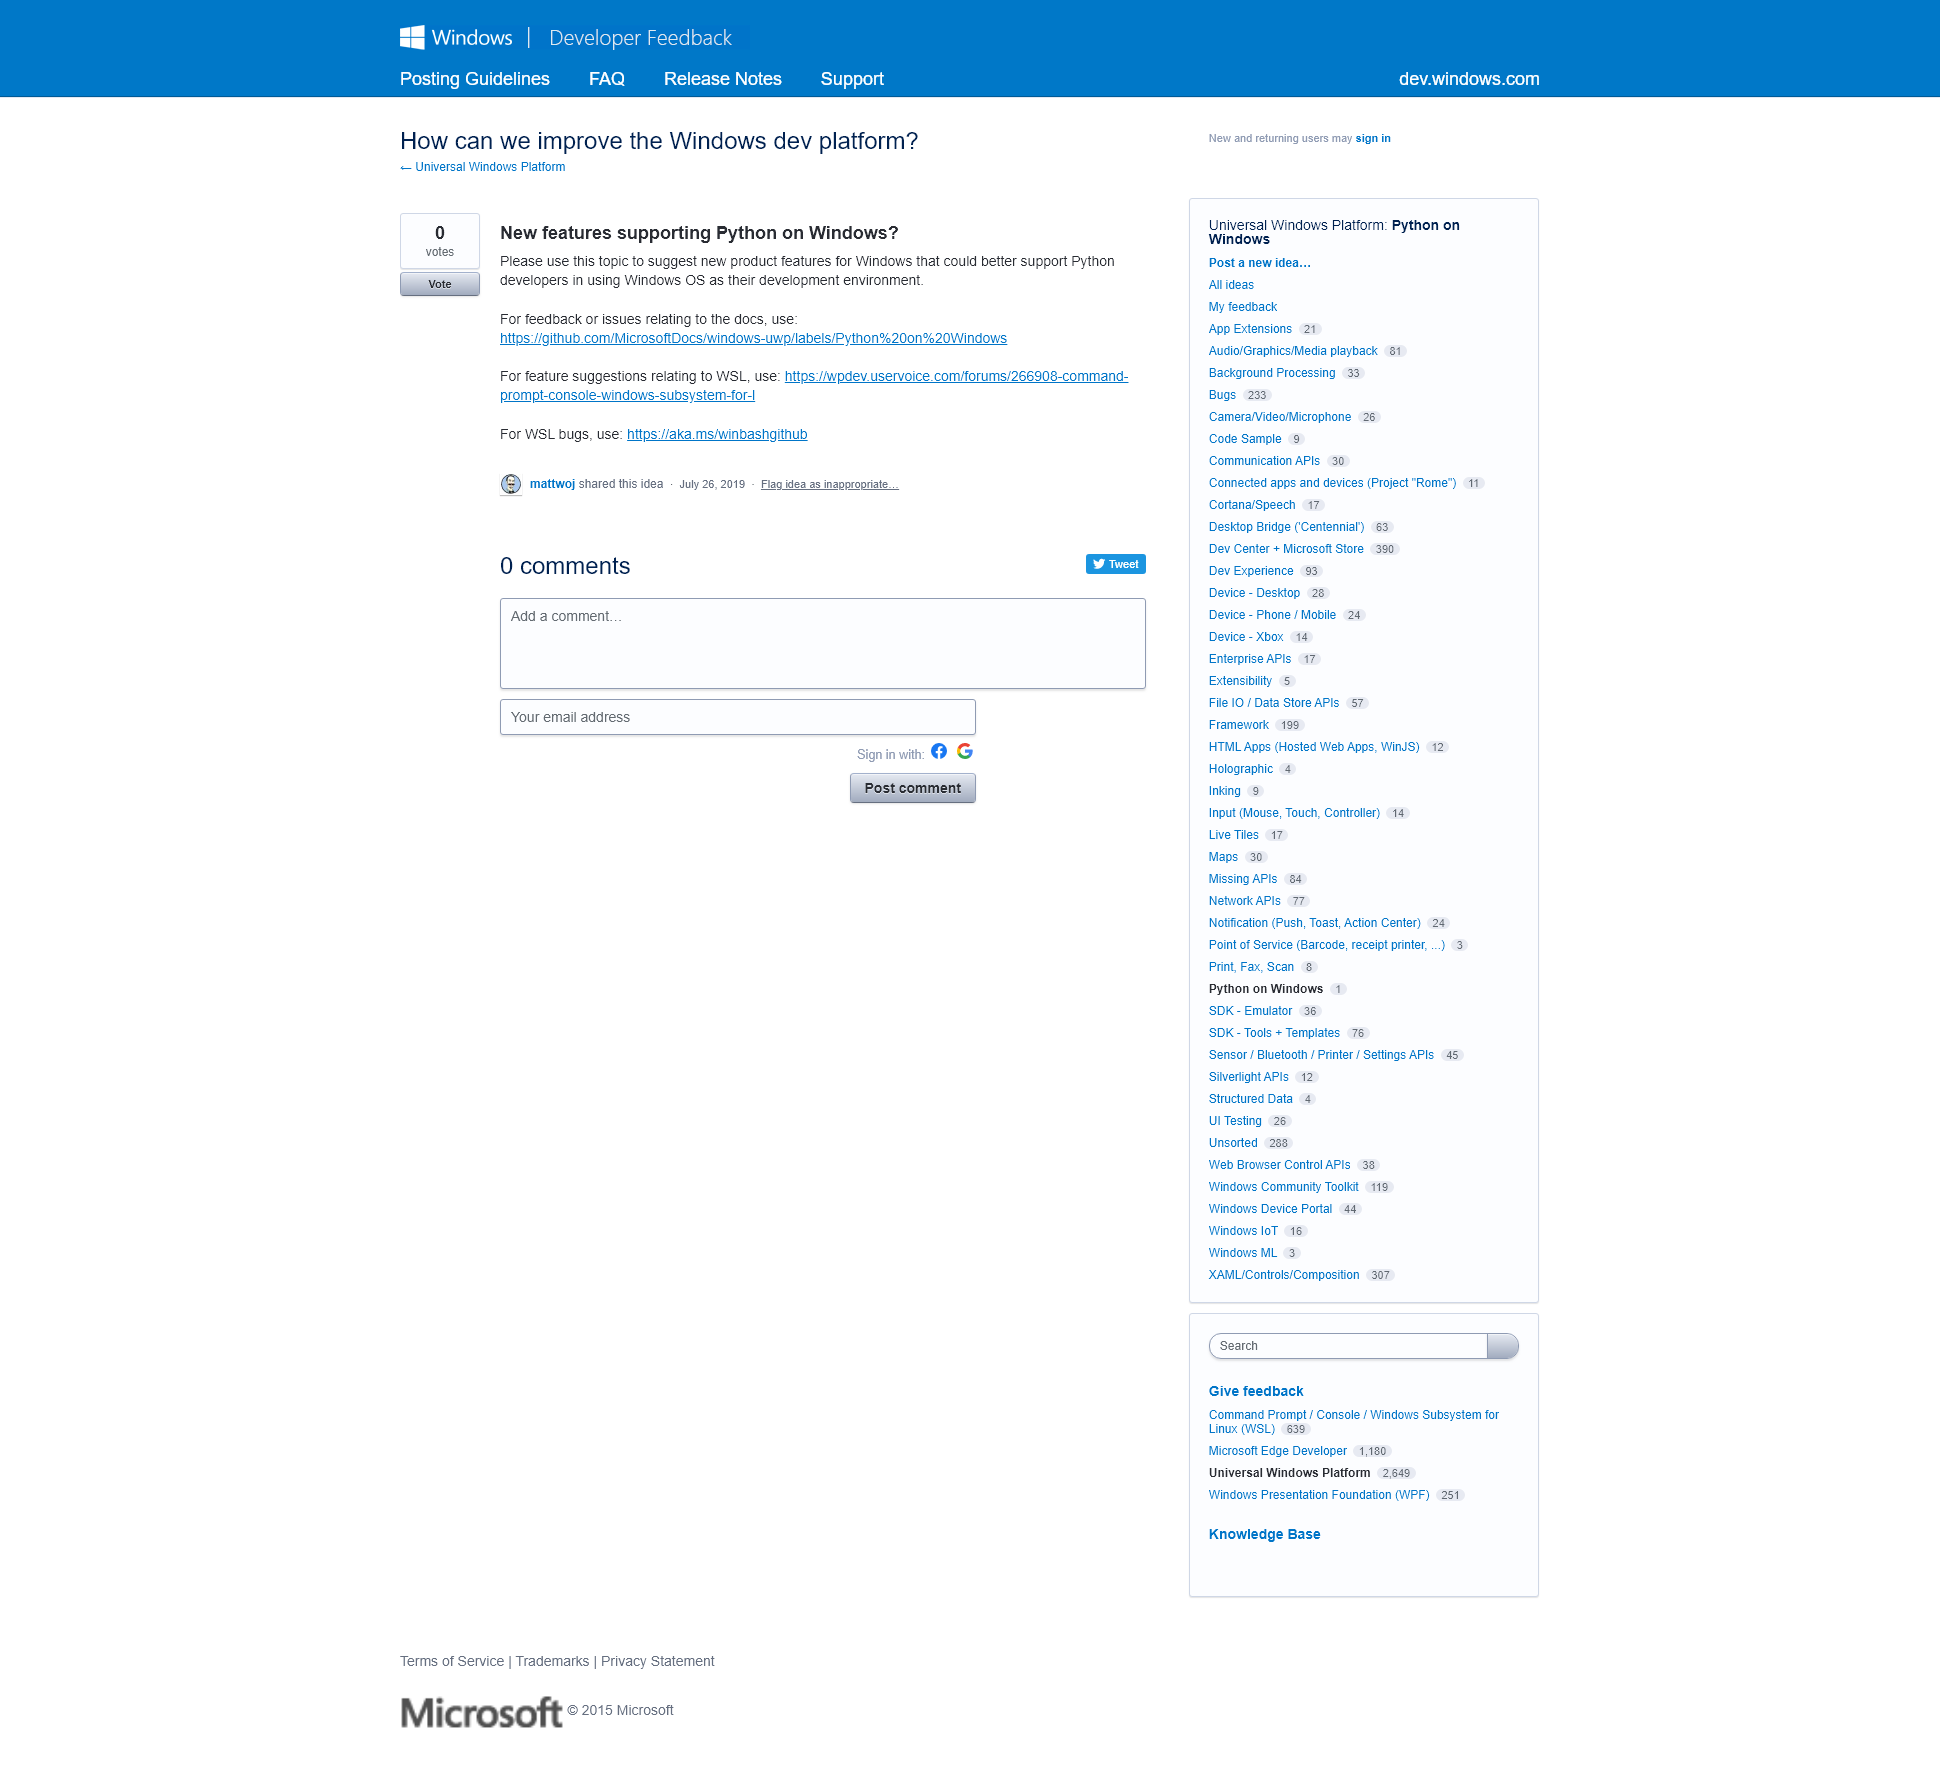 Windows | Developer Feedback
Posting Guidelines FAQ Release Notes Support dev.windows.com
How can we improve the Windows dev platform?
← Universal Windows Platform
New and returning users may sign in
0
votes
Vote
New features supporting Python on Windows?
Please use this topic to suggest new product features for Windows that could better support Python
developers in using Windows OS as their development environment.
For feedback or issues relating to the docs, use:
https://github.com/MicrosoftDocs/windows-uwp/labels/Python%20on%20Windows
For feature suggestions relating to WSL, use: https://wpdev.uservoice.com/forums/266908-command-
prompt-console-windows-subsystem-for-l
For WSL bugs, use: https://aka.ms/winbashgithub
mattwoj shared this idea · July 26, 2019 · Flag idea as inappropriate…
0 comments
Tweet
Add a comment…
Your email address
Sign in with:
Post comment
Universal Windows Platform: Python on
Windows
Post a new idea…
All ideas
My feedback
App Extensions 21
Audio/Graphics/Media playback 81
Background Processing 33
Bugs 233
Camera/Video/Microphone 26
Code Sample 9
Communication APIs 30
Connected apps and devices (Project "Rome") 11
Cortana/Speech 17
Desktop Bridge ('Centennial') 63
Dev Center + Microsoft Store 390
Dev Experience 93
Device - Desktop 28
Device - Phone / Mobile 24
Device - Xbox 14
Enterprise APIs 17
Extensibility 5
File IO / Data Store APIs 57
Framework 199
HTML Apps (Hosted Web Apps, WinJS) 12
Holographic 4
Inking 9
Input (Mouse, Touch, Controller) 14
Live Tiles 17
Maps 30
Missing APIs 84
Network APIs 77
Notification (Push, Toast, Action Center) 24
Point of Service (Barcode, receipt printer, ...) 3
Print, Fax, Scan 8
Python on Windows 1
SDK - Emulator 36
SDK - Tools + Templates 76
Sensor / Bluetooth / Printer / Settings APIs 45
Silverlight APIs 12
Structured Data 4
UI Testing 26
Unsorted 288
Web Browser Control APIs 38
Windows Community Toolkit 119
Windows Device Portal 44
Windows IoT 16
Windows ML 3
XAML/Controls/Composition 307
Search
Give feedback
Command Prompt / Console / Windows Subsystem for
Linux (WSL) 639
Microsoft Edge Developer 1,180
Universal Windows Platform 2,649
Windows Presentation Foundation (WPF) 251
Knowledge Base
Terms of Service | Trademarks | Privacy Statement
Microsoft © 2015 Microsoft